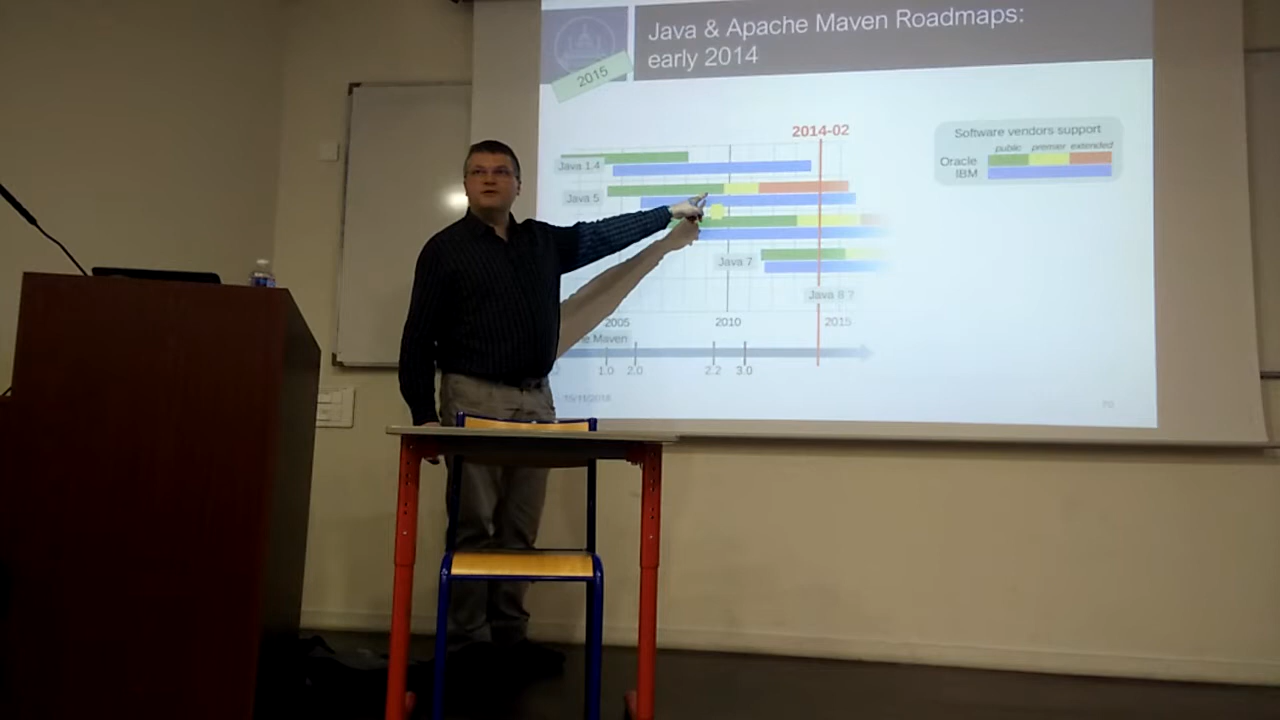 Java & Apache Maven Roadmaps:
early 2014
2015
2014-02
Software vendors support
public premier extended
Oracle
IBM
Java 1.4
Java 5
Java 7
Java 8 ?
2005 2010 2015
Maven
1.0 2.0 2.2 3.0
70